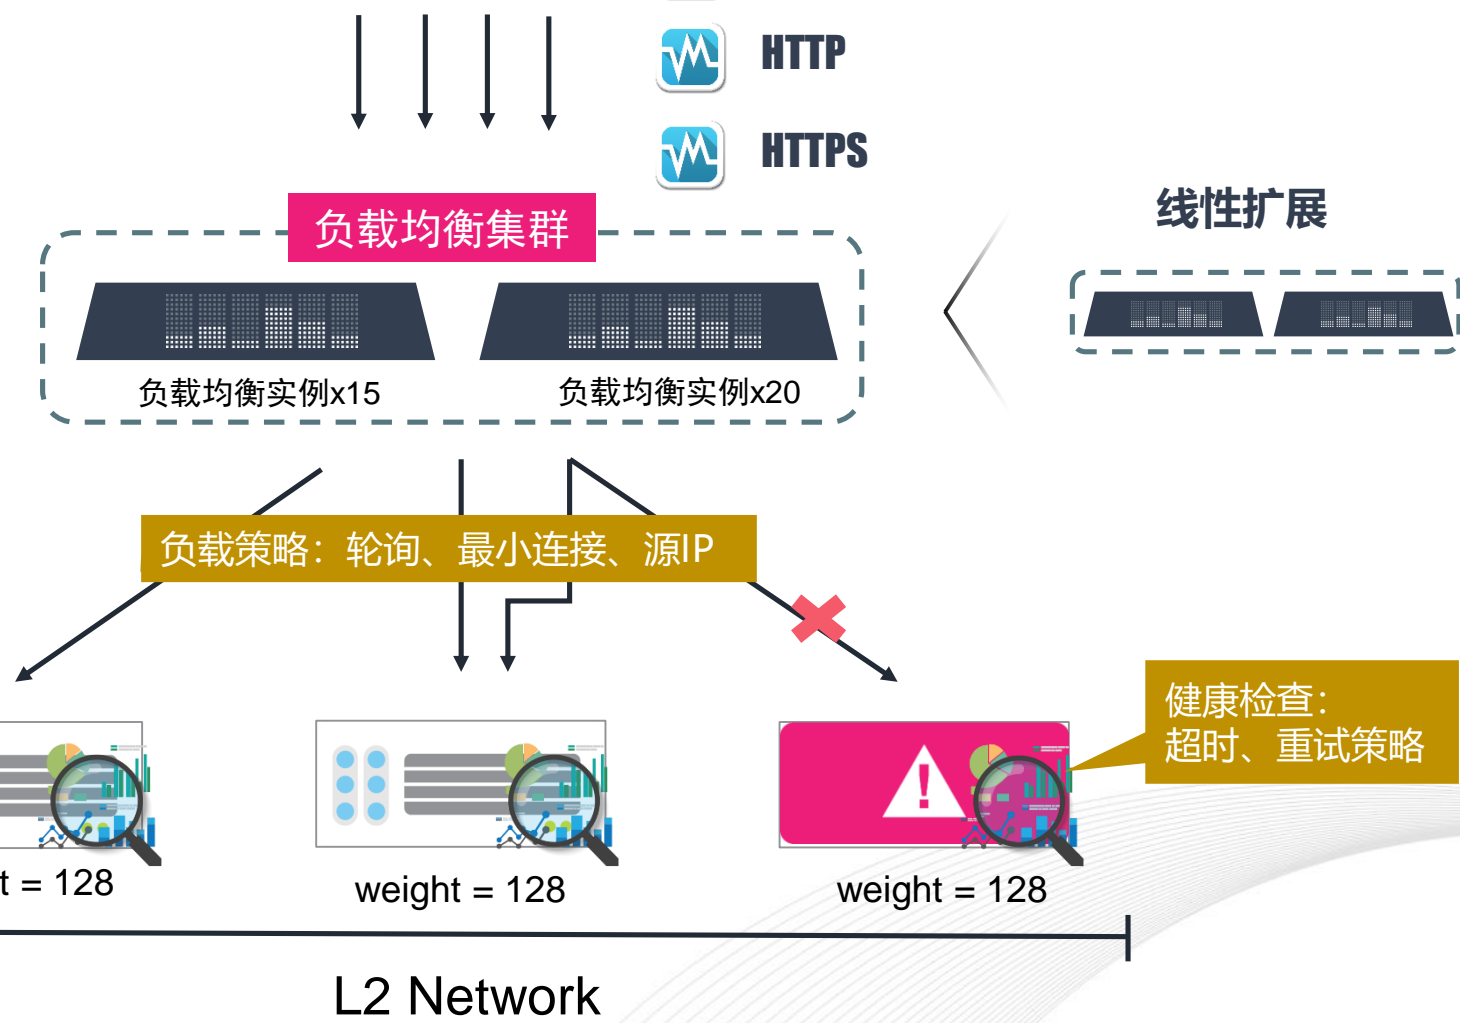 HTTP
HTTPS
线性扩展
负载均衡集群
负载均衡实例x15
负载均衡实例x20
负载策略：轮询、最小连接、源IP
健康检查：
超时、重试策略
t = 128
weight = 128
weight = 128
L2 Network